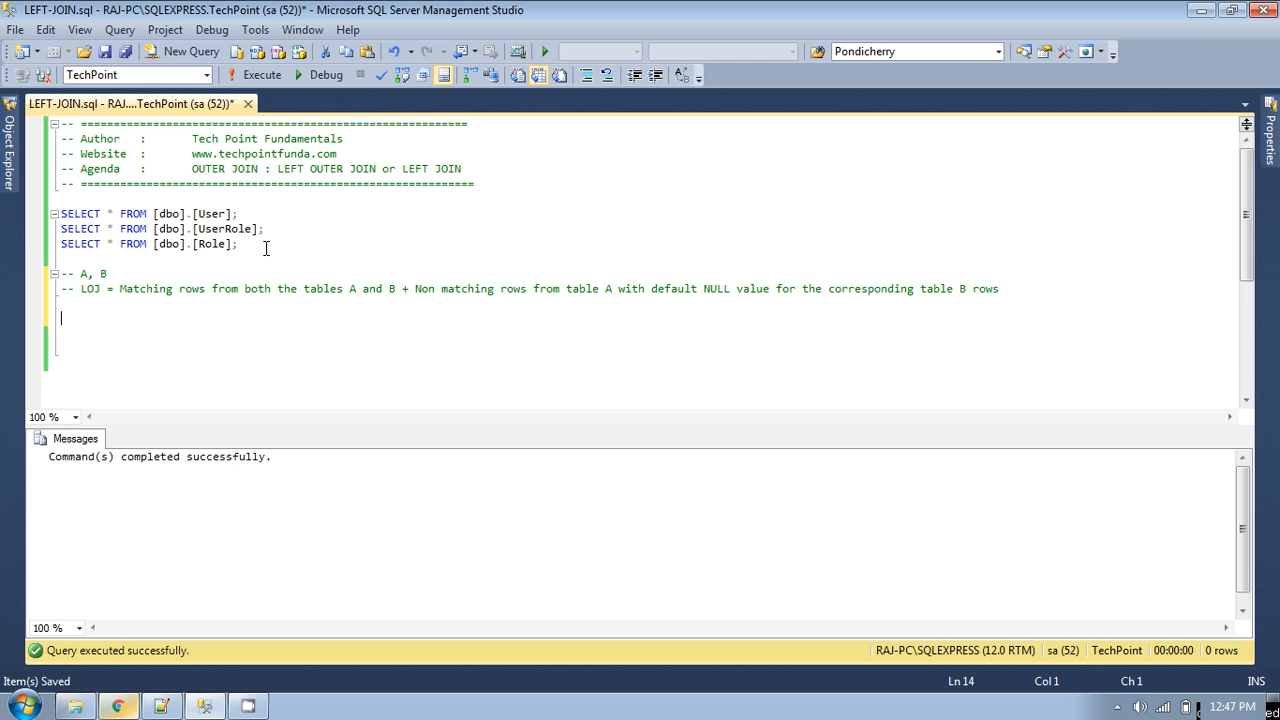 LEFT-JOIN.sql - RAJ-PC\SQLEXPRESS.TechPoint (sa (52))* - Microsoft SQL Server Management Studio
File Edit View Query Project Debug Tools Window Help
New Query Pondicherry
TechPoint Execute Debug
LEFT-JOIN.sql - RAJ....TechPoint (sa (52))*
Object Explorer
Properties
-- ===========================================================
-- Author : Tech Point Fundamentals
-- Website : www.techpointfunda.com
-- Agenda : OUTER JOIN : LEFT OUTER JOIN or LEFT JOIN
-- ============================================================
SELECT * FROM [dbo].[User];
SELECT * FROM [dbo].[UserRole];
SELECT * FROM [dbo].[Role];
-- A, B
-- LOJ = Matching rows from both the tables A and B + Non matching rows from table A with default NULL value for the corresponding table B rows
100 %
Messages
Command(s) completed successfully.
100 %
Query executed successfully. RAJ-PC\SQLEXPRESS (12.0 RTM) sa (52) TechPoint 00:00:00 0 rows
Item(s) Saved Ln 14 Col 1 Ch 1 INS
12:47 PM